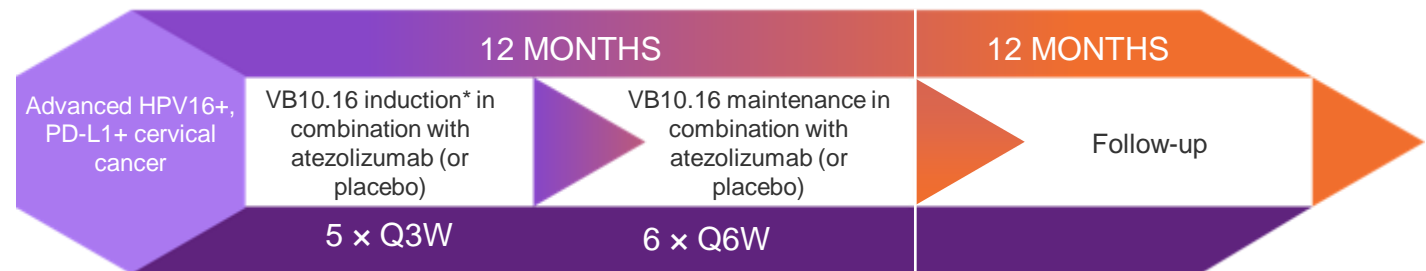 12 MONTHS
12 MONTHS
Advanced HPV16+,
PD-L1+ cervical
cancer
VB10.16 induction* in
combination with
atezolizumab (or
placebo)
VB10.16 maintenance in
combination with
atezolizumab (or
placebo)
Follow-up
5 × Q3W
6 × Q6W